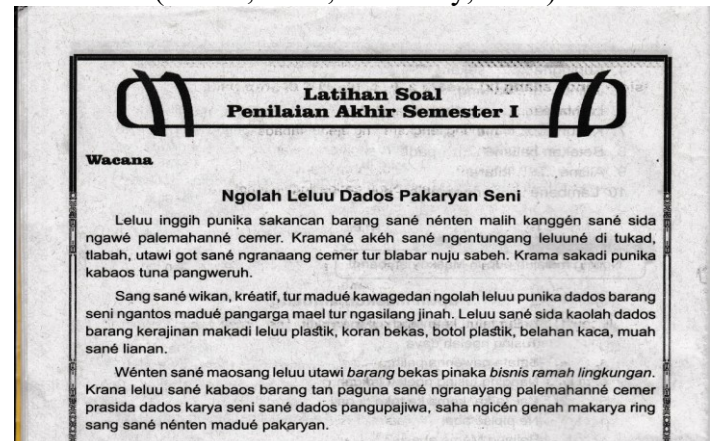 Latihan Soal
Penilaian Akhir Semester I
Wacana
Ngolah Leluu Dados Pakaryan Seni
Leluu inggih punika sakancan barang sané nénten malih kanggén sané sida
ngawé palemahanné cemer. Kramané akéh sané ngentungang leluuné di tukad,
tlabah, utawi got sané ngranaang cemer tur blabar nuju sabeh. Krama sakadi punika
kabaos tuna pangweruh.
Sang sané wikan, kréatif, tur madué kawagedan ngolah leluu punika dados barang
seni ngantos madué pangarga mael tur ngasilang jinah. Leluu sané sida kaolah dados
barang kerajinan makadi leluu plastik, koran bekas, botol plastik, belahan kaca, muah
sané lianan.
Wénten sané maosang leluu utawi barang bekas pinaka bisnis ramah lingkungan.
Krana leluu sané kabaos barang tan paguna sané ngranayang palemahanné cemer
prasida dados karya seni sané dados pangupajiwa, saha ngicén genah makarya ring
sang sané nénten madué pakaryan.